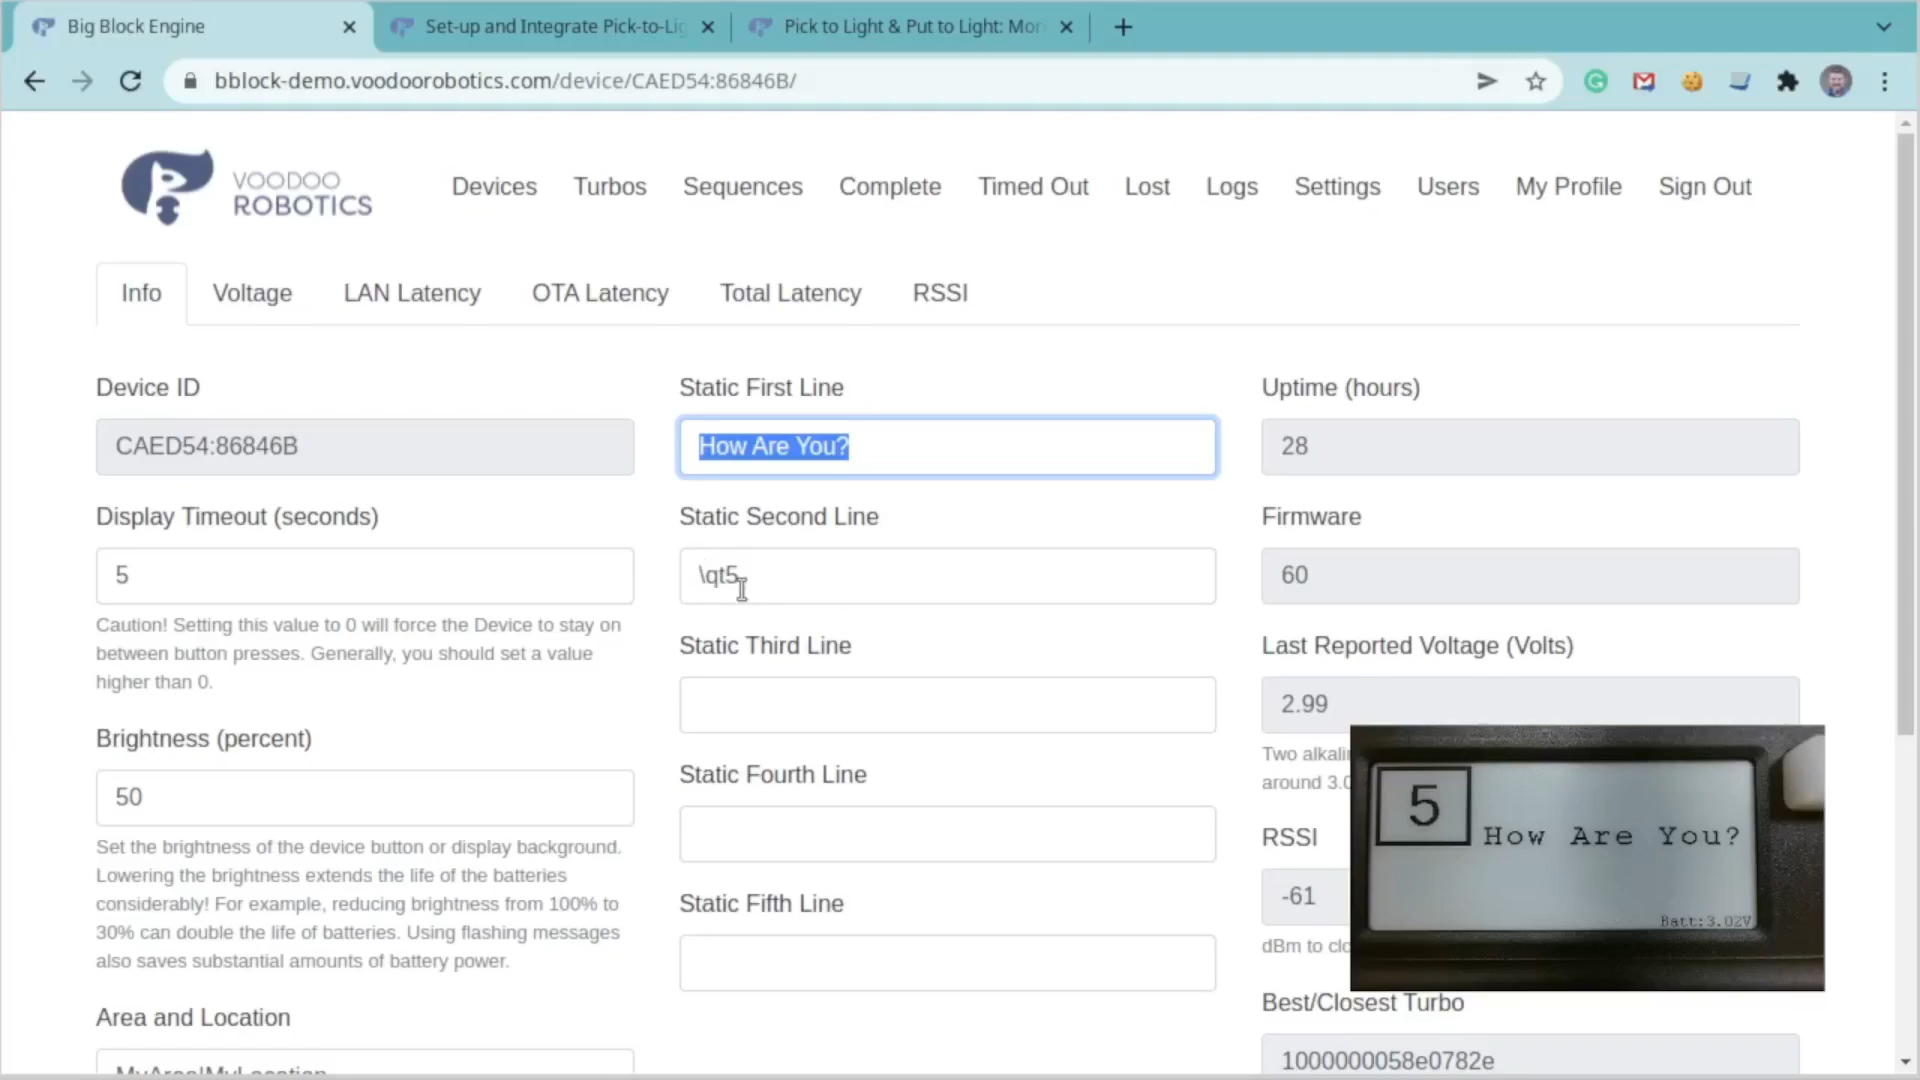 Big Block Engine
Set-up and Integrate Pick-to-Lig
Pick to Light & Put to Light: Mor
bblock-demo.voodoorobotics.com/device/CAED54:86846B/
VOODOO
ROBOTICS
Devices Turbos Sequences Complete Timed Out Lost Logs Settings Users My Profile Sign Out
Info Voltage LAN Latency OTA Latency Total Latency RSSI
Device ID
CAED54:86846B
Display Timeout (seconds)
5
Caution! Setting this value to 0 will force the Device to stay on
between button presses. Generally, you should set a value
higher than 0.
Brightness (percent)
50
Set the brightness of the device button or display background.
Lowering the brightness extends the life of the batteries
considerably! For example, reducing brightness from 100% to
30% can double the life of batteries. Using flashing messages
also saves substantial amounts of battery power.
Area and Location
MyArea|MyLocation
Static First Line
How Are You?
Static Second Line
\qt5
Static Third Line
Static Fourth Line
Static Fifth Line
Uptime (hours)
28
Firmware
60
Last Reported Voltage (Volts)
2.99
Two alkali
around 3.0
RSSI
-61
dBm to clo
Best/Closest Turbo
1000000058e0782e
5
How Are You?
Batt:3.02V